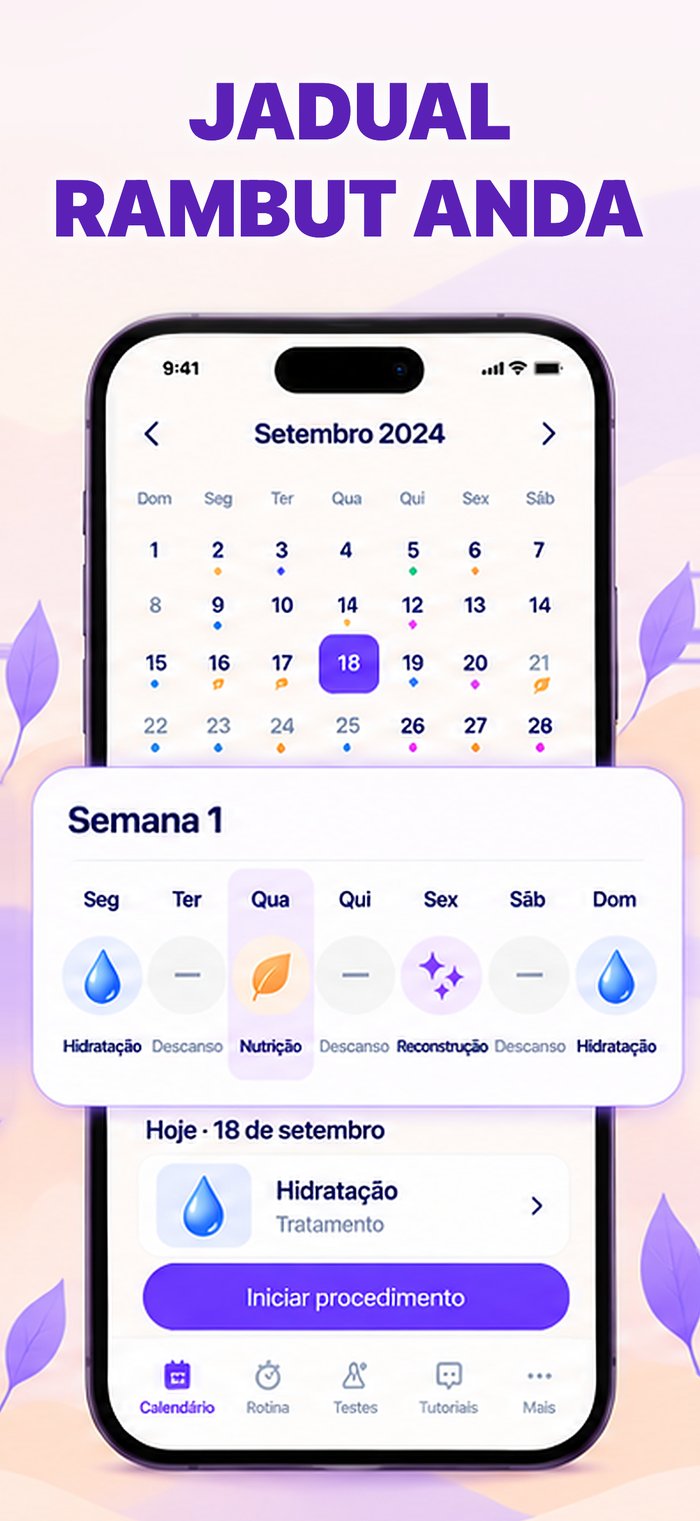 JADUAL
RAMBUT ANDA
9:41
Setembro 2024
Dom Seg Ter Qua Qui Sex Sáb
1 2 3 4 5 6 7
8 9 10 14 12 13 14
15 16 17 18 19 20 21
22 23 24 25 26 27 28
Semana 1
Seg Ter Qua Qui Sex Sãb Dom
Hidratação Descanso Nutrição Descanso Reconstrução Descanso Hidratação
Hoje · 18 de setembro
Hidratação
Tratamento
Iniciar procedimento
Calendário Rotina Testes Tutoriais Mais